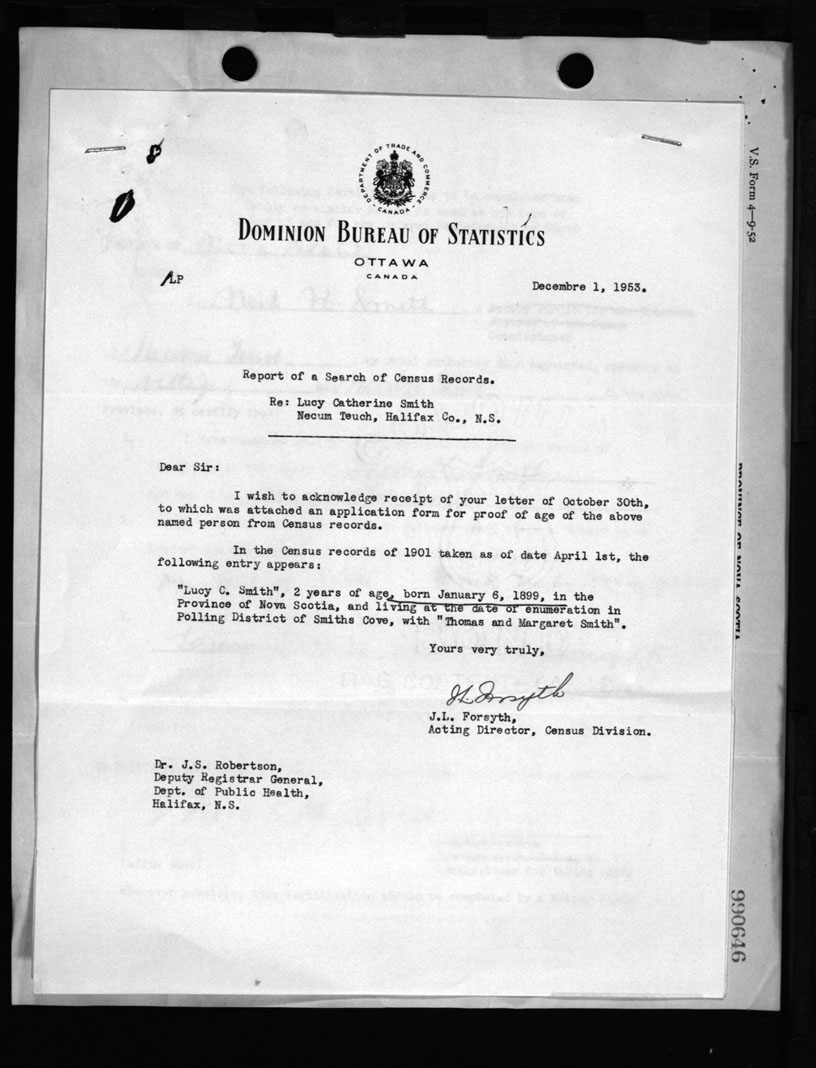 DEPARTMENT OF TRADE AND COMMERCE
CANADA
DOMINION BUREAU OF STATISTICS
OTTAWA
CANADA
LP
Decembre 1, 1953.
Report of a Search of Census Records.
Re: Lucy Catherine Smith
Necum Teuch, Halifax Co., N.S.
Dear Sir:
I wish to acknowledge receipt of your letter of October 30th,
to which was attached an application form for proof of age of the above
named person from Census records.
In the Census records of 1901 taken as of date April 1st, the
following entry appears:
"Lucy C. Smith", 2 years of age, born January 6, 1899, in the
Province of Nova Scotia, and living at the date of enumeration in
Polling District of Smiths Cove, with "Thomas and Margaret Smith".
Yours very truly,
JL Forsyth
J.L. Forsyth,
Acting Director, Census Division.
Dr. J.S. Robertson,
Deputy Registrar General,
Dept. of Public Health,
Halifax, N.S.
V.S. Form 4—9-52
990646